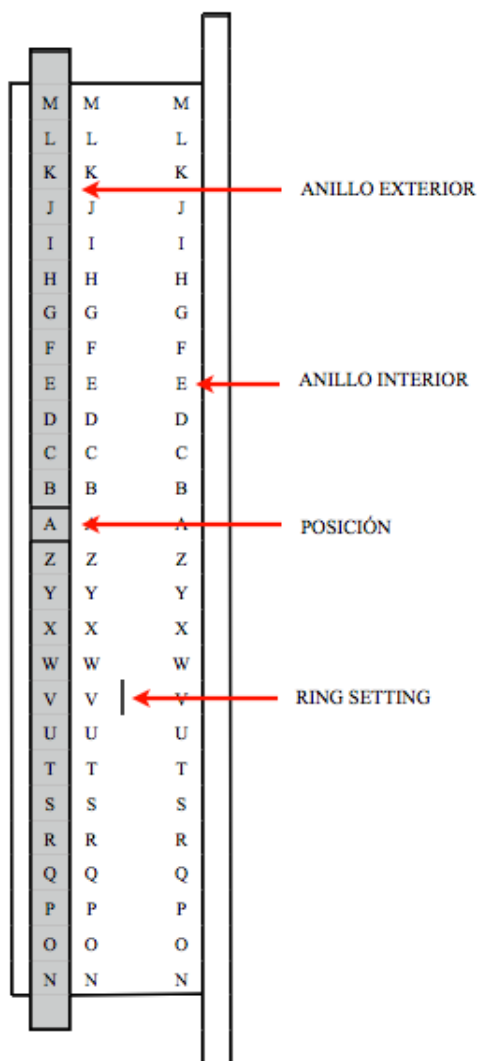 M M M
L L L
K K K
ANILLO EXTERIOR
J J J
I I I
H H H
G G G
F F F
E E E ANILLO INTERIOR
D D D
C C C
B B B
A A A POSICIÓN
Z Z Z
Y Y Y
X X X
W W W
V V V RING SETTING
U U U
T T T
S S S
R R R
Q Q Q
P P P
O O O
N N N